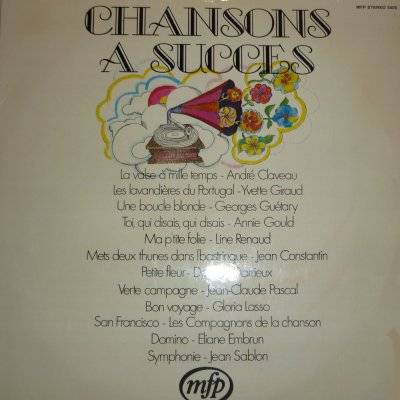 MFP STEREO
CHANSONS
A SUCCES
La valse à mille temps - André Claveau
Les lavandières du Portugal - Yvette Giraud
Une boucle blonde - Georges Guétary
Toi, qui disais, qui disais - Annie Gould
Ma p'tite folie - Line Renaud
Mets deux thunes dans l'bastringue - Jean Constantin
Petite fleur -
Verte campagne - Jean-Claude Pascal
Bon voyage - Gloria Lasso
San Francisco - Les Compagnons de la chanson
Domino - Eliane Embrun
Symphonie - Jean Sablon
mfp